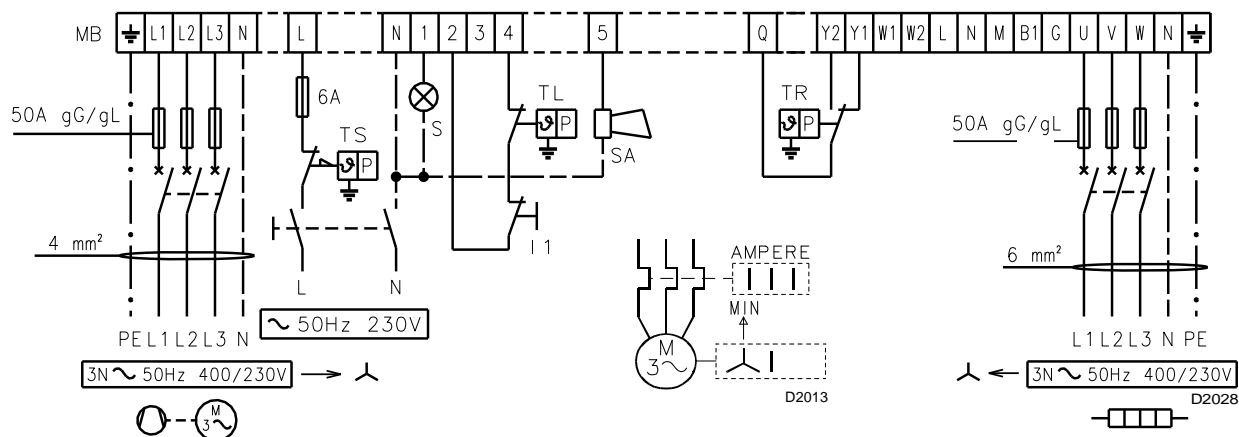 MB L1 L2 L3 N L N 1 2 3 4 5 Q Y2 Y1 W1 W2 L N M B1 G U V W N
50A gG/gL
6A
TS
ϑ P
S
TL
ϑ P
SA
TR
ϑ P
50A gG/gL
4 mm²
I1
6 mm²
L N
~ 50Hz 230V
AMPERE
MIN
M
3~
D2013
PE L1 L2 L3 N
3N ~ 50Hz 400/230V
M
3~
L1 L2 L3 N PE
3N ~ 50Hz 400/230V
D2028